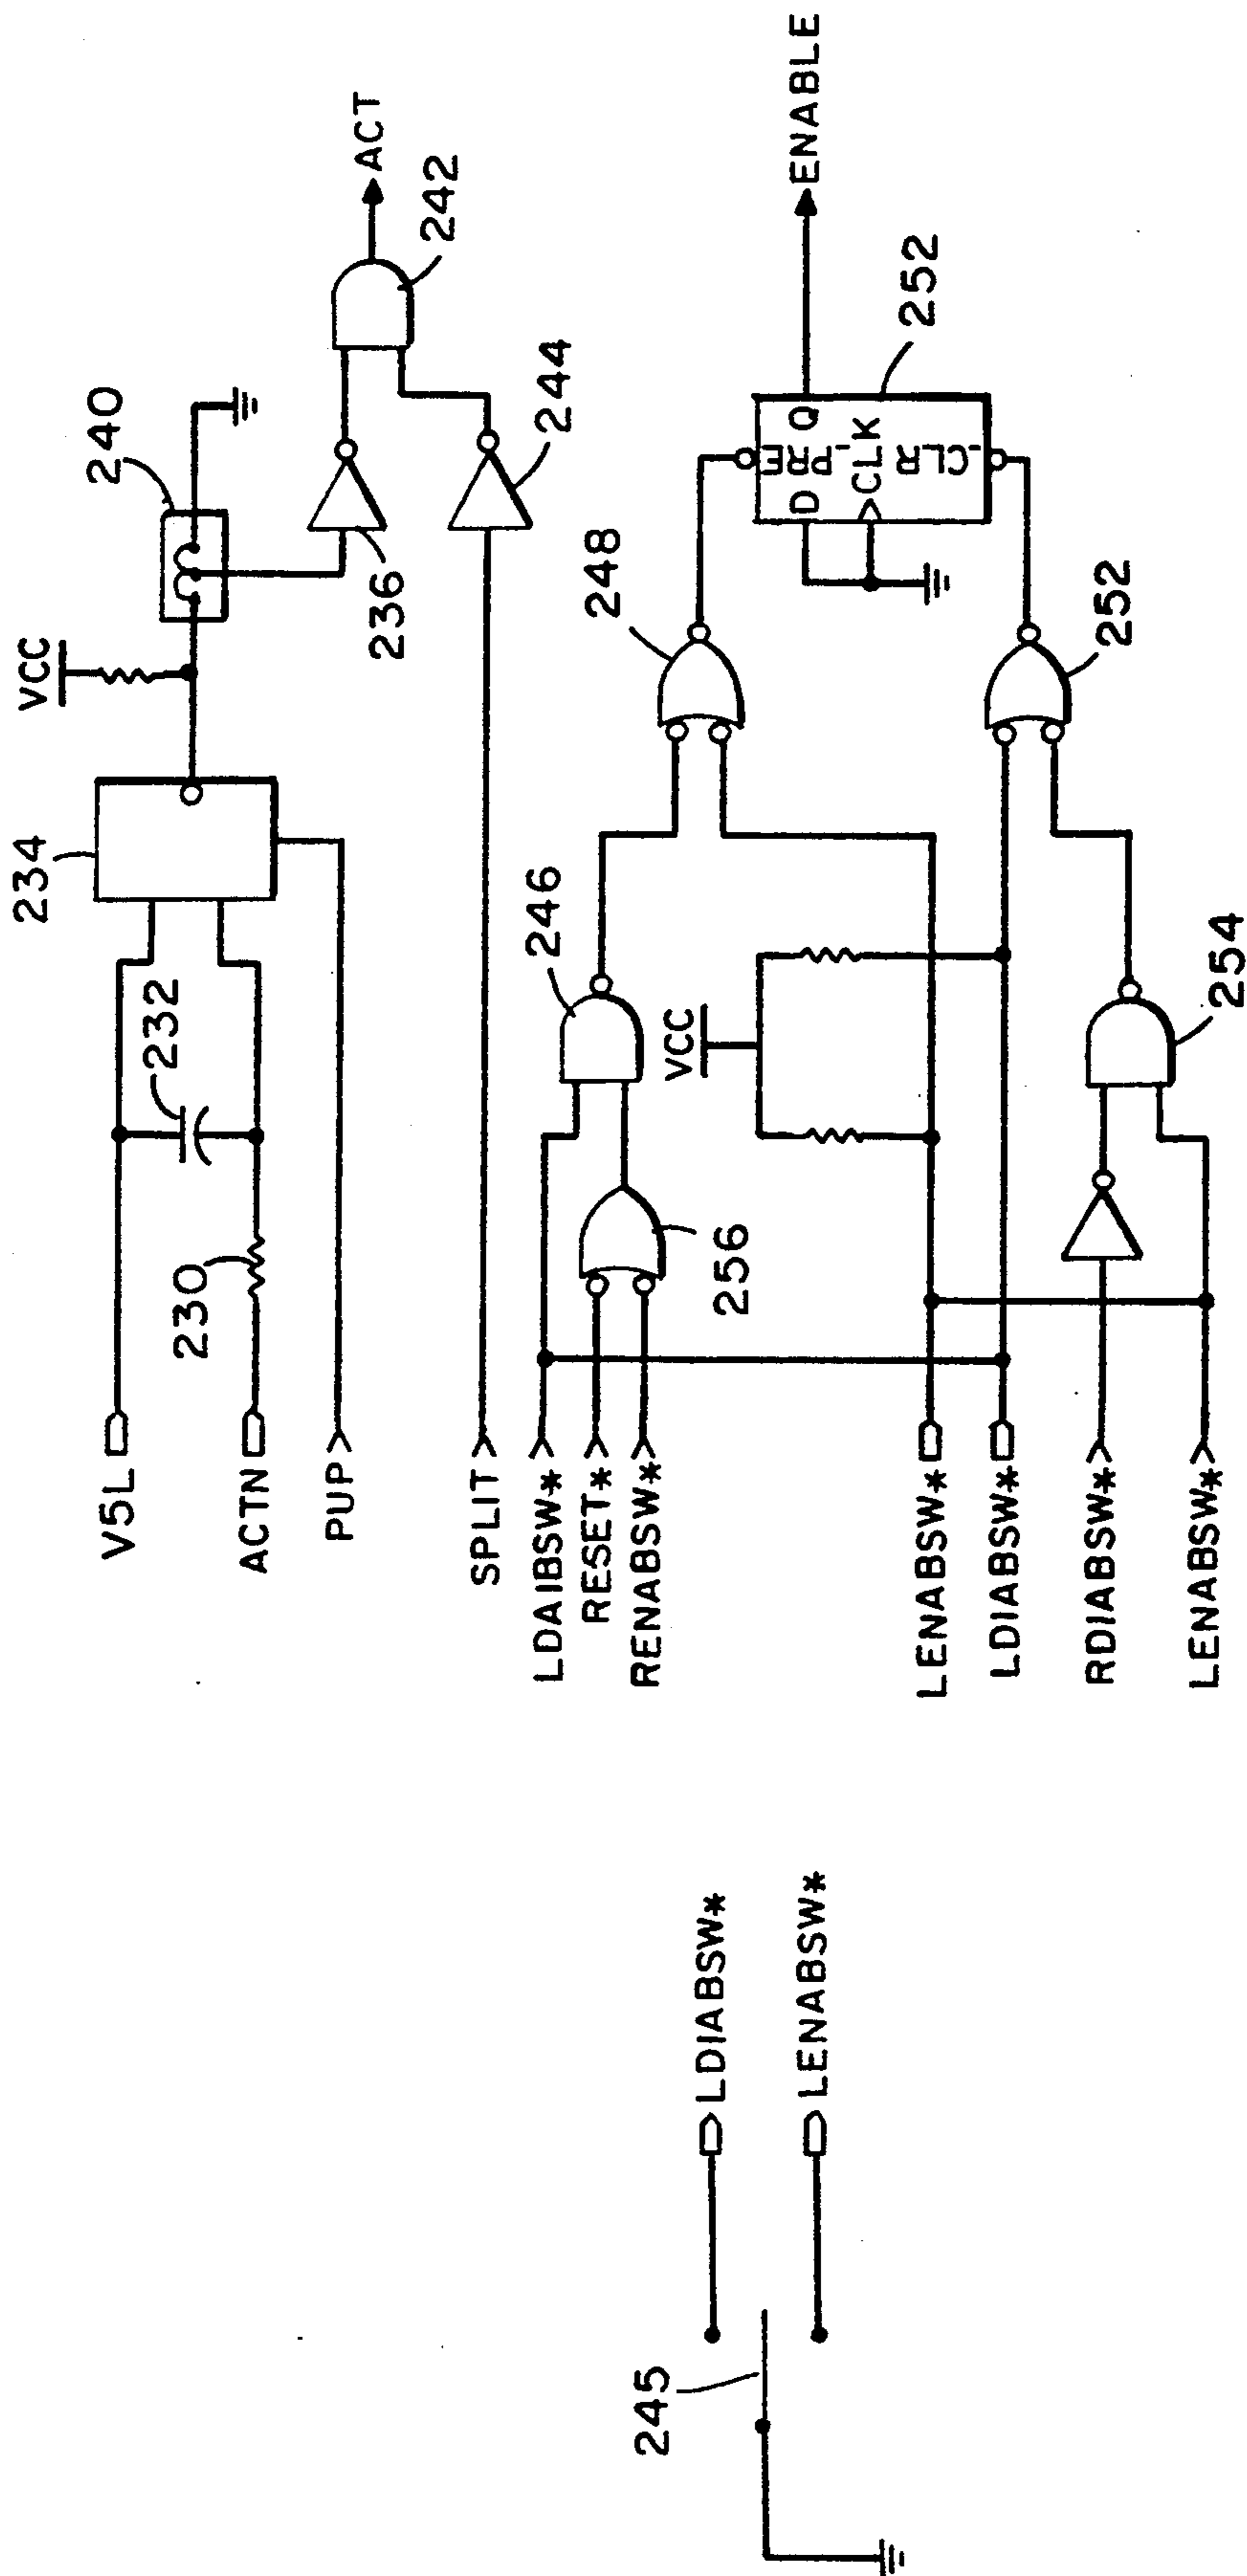 V5L
ACTN
PUP>
SPLIT>
LDAIBSW*>
RESET*>
RENABSW*>
LENABSW*
LDIABSW*
RDIABSW*>
LENABSW*>
230
232
234
VCC
240
236
244
242
ACT
246
256
VCC
248
254
252
D
Q
PRE
CLK
CLR
252
ENABLE
245
LDIABSW*
LENABSW*